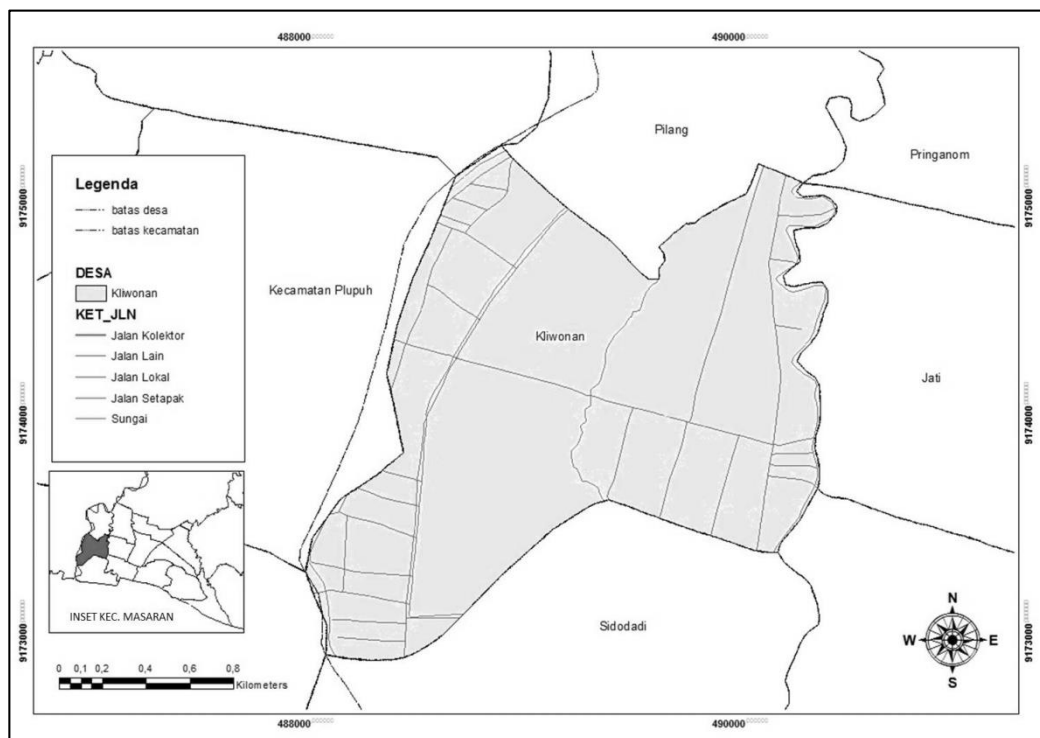 488000
490000
Pilang
Pringanom
9175000
9175000
Legenda
batas desa
batas kecamatan
DESA
Kliwonan
KET_JLN
Jalan Kolektor
Jalan Lain
Jalan Lokal
Jalan Setapak
Sungai
Kecamatan Plupuh
Kliwonan
Jati
9174000
9174000
INSET KEC. MASARAN
Sidodadi
9173000
9173000
N
W E
S
0 0,1 0,2 0,4 0,6 0,8
Kilometers
488000
490000